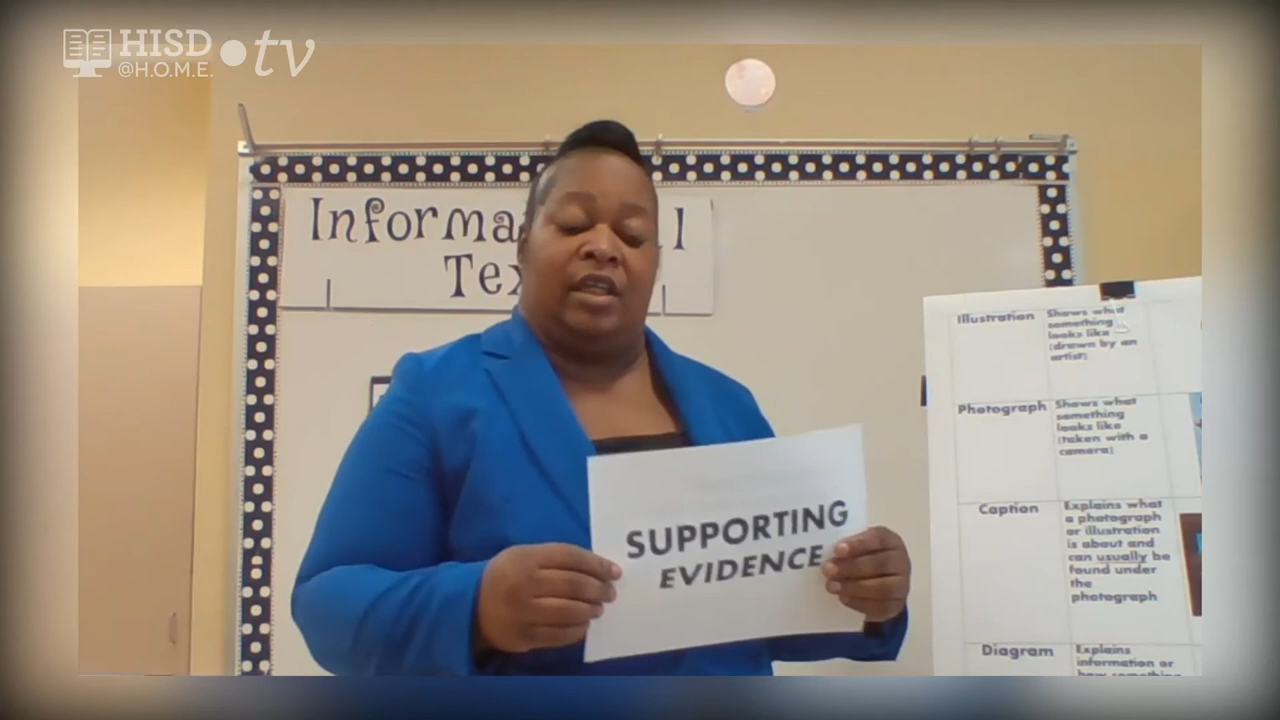 HISD
@H.O.M.E.
tv
Informa l
Tex
SUPPORTING
EVIDENCE
Illustration
Shows what
something
looks like
(drawn by an
artist)
Photograph
Shows what
something
looks like
(taken with a
camera)
Caption
Explains what
a photograph
or illustration
is about and
can usually be
found under
the
photograph
Diagram
Explains
information or
how something